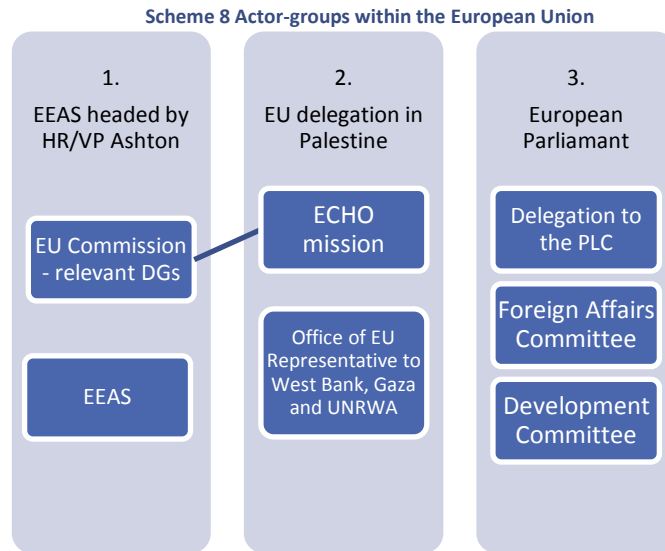 Scheme 8 Actor-groups within the European Union
1.
EEAS headed by
HR/VP Ashton
EU Commission
- relevant DGs
EEAS
2.
EU delegation in
Palestine
ECHO
mission
Office of EU
Representative to
West Bank, Gaza
and UNRWA
3.
European
Parliamant
Delegation to
the PLC
Foreign Affairs
Committee
Development
Committee